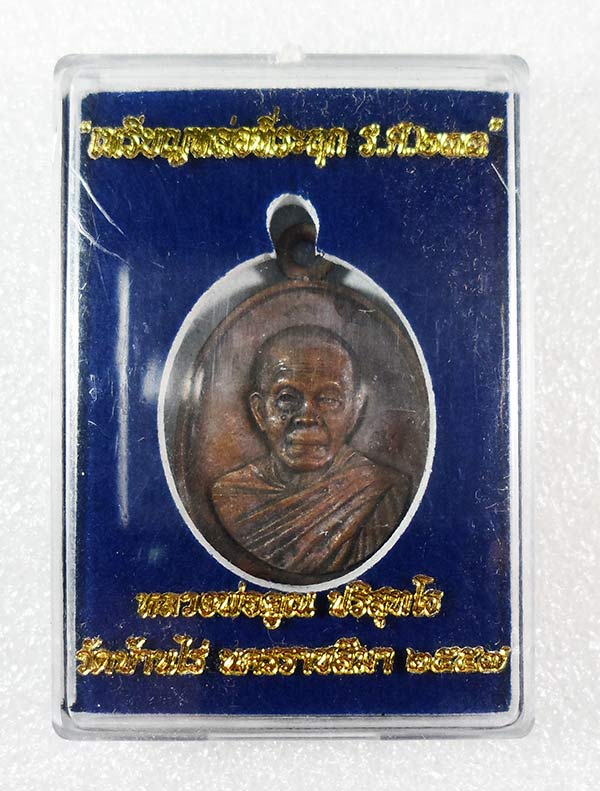 "เหรียญหล่อที่ระฤก ร.ศ.๒๓๓"
หลวงพ่อคูณ ปริสุทโธ
วัดบ้านไร่ นครราชสีมา ๒๕๕๗